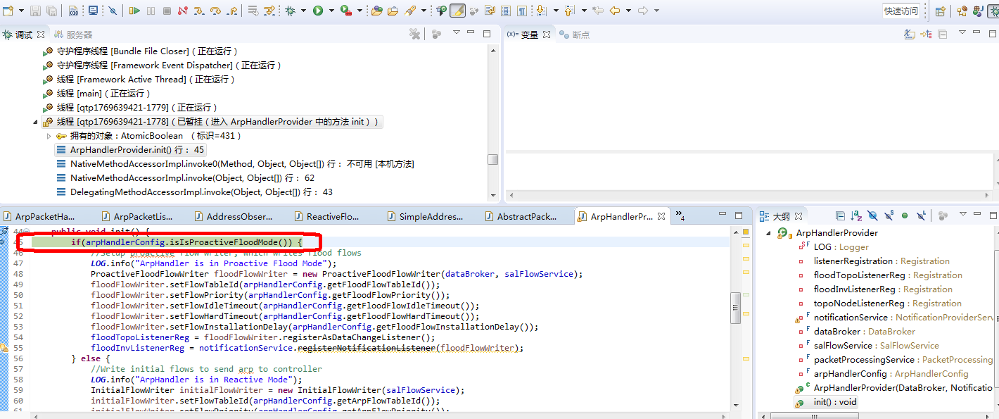 010
快速访问
调试
服务器
守护程序线程 [Bundle File Closer] ( 正在运行 )
守护程序线程 [Framework Event Dispatcher] ( 正在运行 )
线程 [Framework Active Thread] ( 正在运行 )
线程 [main] ( 正在运行 )
线程 [qtp1769639421-1779] ( 正在运行 )
线程 [qtp1769639421-1778] ( 已暂挂 ( 进入 ArpHandlerProvider 中的方法 init ) )
拥有的对象 : AtomicBoolean ( 标识=431 )
ArpHandlerProvider.init() 行 : 45
NativeMethodAccessorImpl.invoke0(Method, Object, Object[]) 行 : 不可用 [本机方法]
NativeMethodAccessorImpl.invoke(Object, Object[]) 行 : 62
DelegatingMethodAccessorImpl.invoke(Object, Object[]) 行 : 43
(x)= 变量
断点
ArpPacketHa...
ArpPacketLis...
AddressObser...
ReactiveFlo...
SimpleAddres...
AbstractPack...
ArpHandlerPr...
»4
44 public void init() {
45 if(arpHandlerConfig.isIsProactiveFloodMode()) {
46 //Setup proactive flow writer, which writes flood flows
47 LOG.info("ArpHandler is in Proactive Flood Mode");
48 ProactiveFloodFlowWriter floodFlowWriter = new ProactiveFloodFlowWriter(dataBroker, salFlowService);
49 floodFlowWriter.setFlowTableId(arpHandlerConfig.getFloodFlowTableId());
50 floodFlowWriter.setFlowPriority(arpHandlerConfig.getFloodFlowPriority());
51 floodFlowWriter.setFlowIdleTimeout(arpHandlerConfig.getFloodFlowIdleTimeout());
52 floodFlowWriter.setFlowHardTimeout(arpHandlerConfig.getFloodFlowHardTimeout());
53 floodFlowWriter.setFlowInstallationDelay(arpHandlerConfig.getFloodFlowInstallationDelay());
54 floodTopoListenerReg = floodFlowWriter.registerAsDataChangeListener();
55 floodInvListenerReg = notificationService.registerNotificationListener(floodFlowWriter);
56 } else {
57 //Write initial flows to send arp to controller
58 LOG.info("ArpHandler is in Reactive Mode");
59 InitialFlowWriter initialFlowWriter = new InitialFlowWriter(salFlowService);
60 initialFlowWriter.setFlowTableId(arpHandlerConfig.getArpFlowTableId());
61 initialFlowWriter.setFlowPriority(arpHandlerConfig.getArpFlowPriority());
大纲
ArpHandlerProvider
LOG : Logger
listenerRegistration : Registration
floodTopoListenerReg : Registration
floodInvListenerReg : Registration
topoNodeListenerReg : Registration
notificationService : NotificationProviderServ
dataBroker : DataBroker
salFlowService : SalFlowService
packetProcessingService : PacketProcessing
arpHandlerConfig : ArpHandlerConfig
ArpHandlerProvider(DataBroker, Notificatio
init() : void